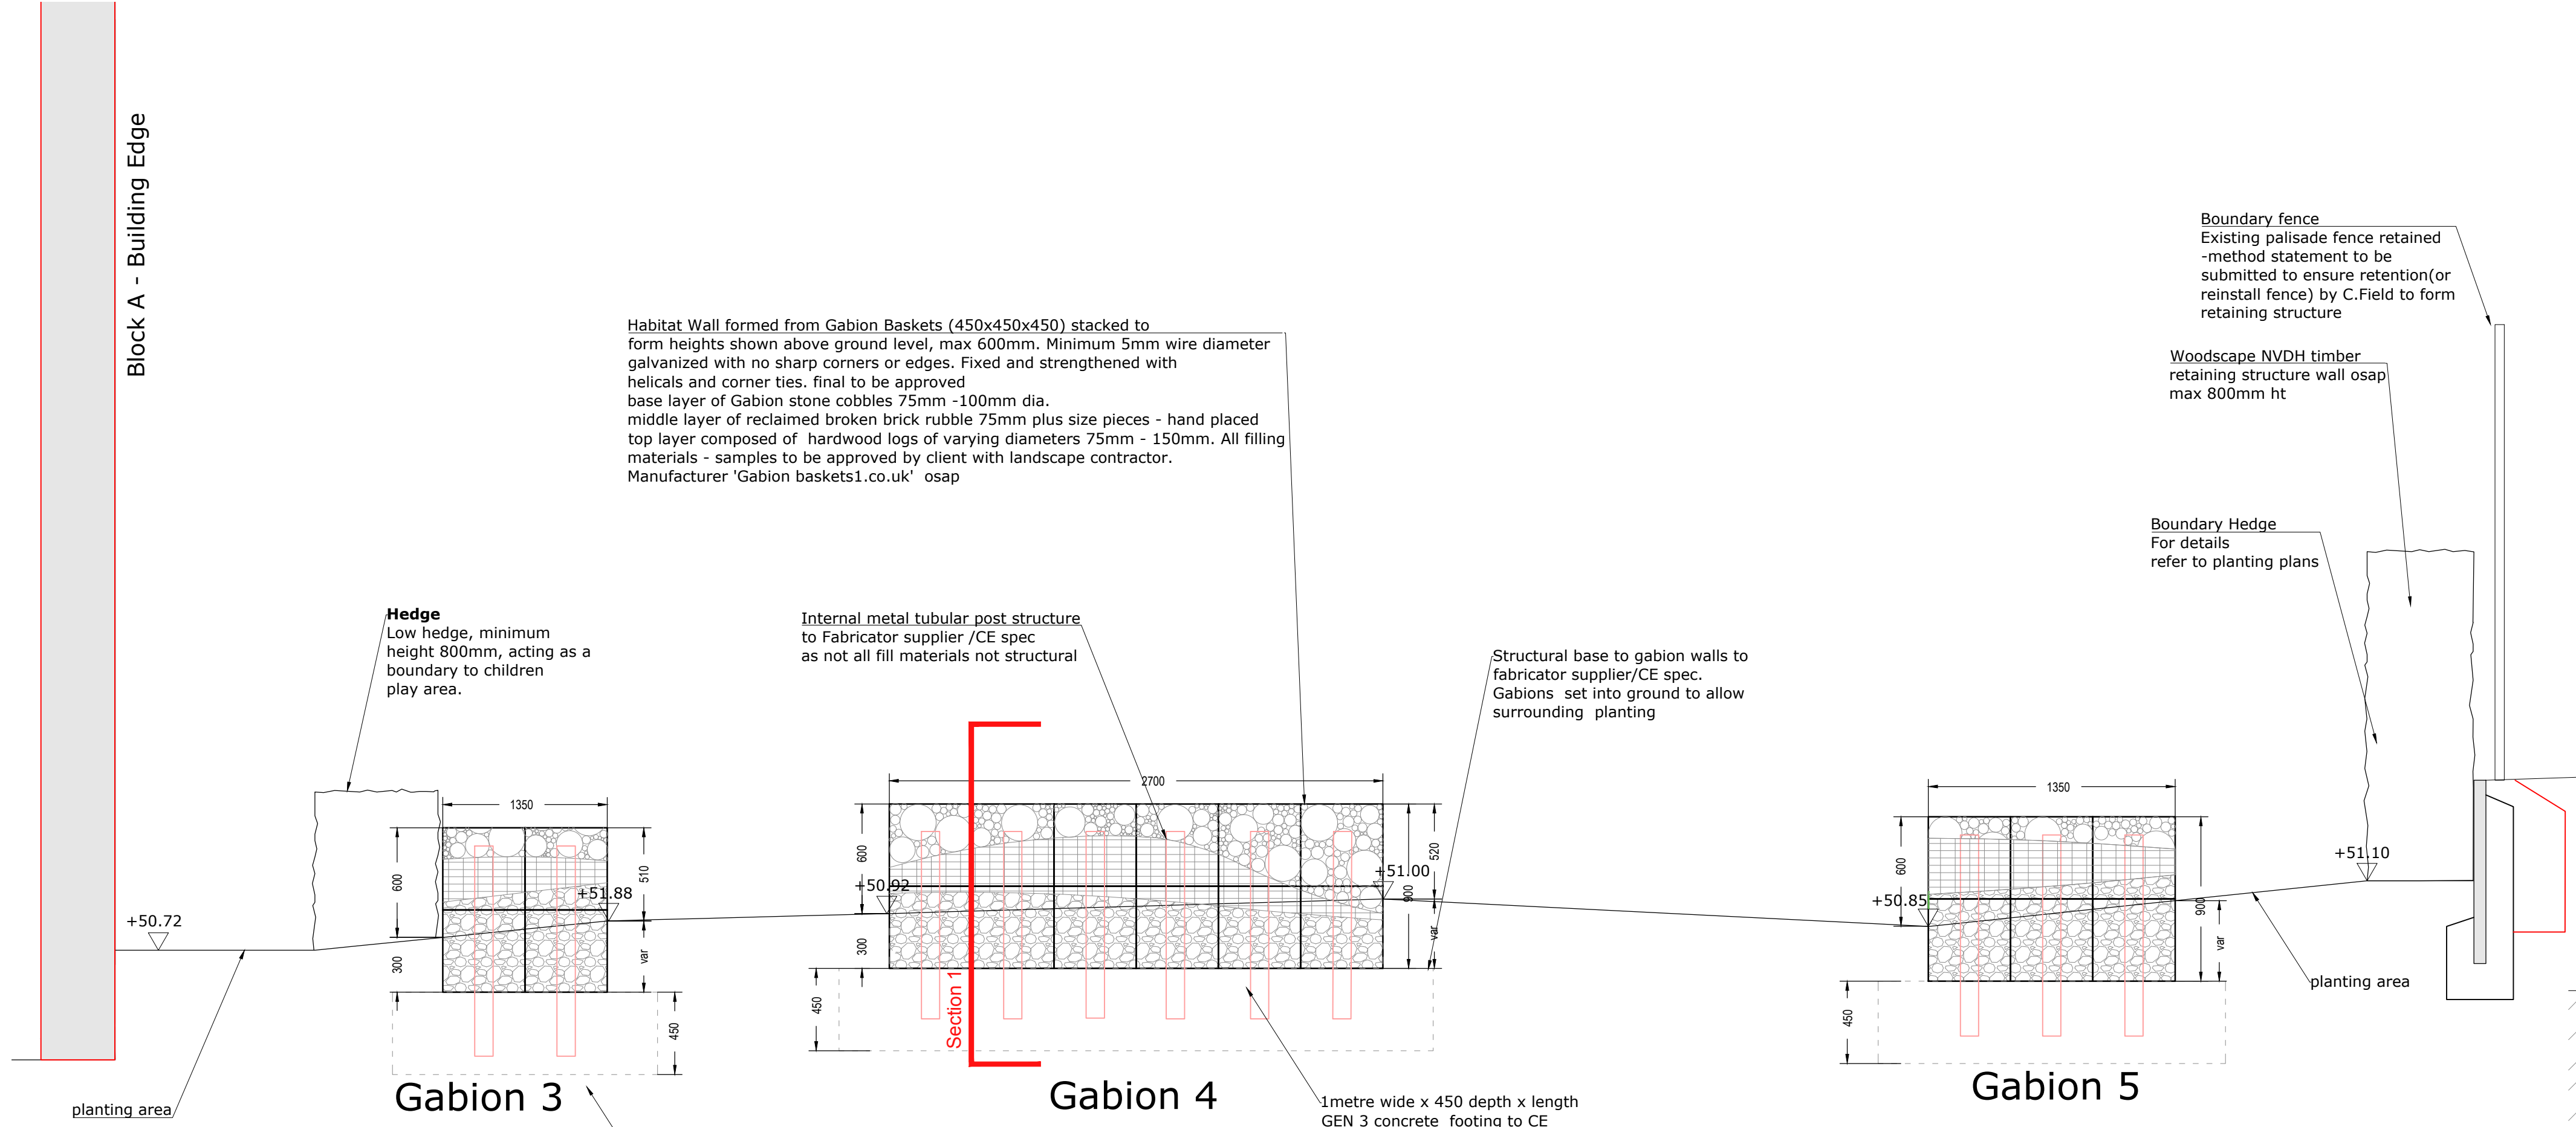 Block A - Building Edge
Boundary fence
Existing palisade fence retained
-method statement to be
submitted to ensure retention(or
reinstall fence) by C.Field to form
retaining structure
Habitat Wall formed from Gabion Baskets (450x450x450) stacked to
form heights shown above ground level, max 600mm. Minimum 5mm wire diameter
galvanized with no sharp corners or edges. Fixed and strengthened with
helicals and corner ties. final to be approved
base layer of Gabion stone cobbles 75mm -100mm dia.
middle layer of reclaimed broken brick rubble 75mm plus size pieces - hand placed
top layer composed of hardwood logs of varying diameters 75mm - 150mm. All filling
materials - samples to be approved by client with landscape contractor.
Manufacturer 'Gabion baskets1.co.uk' osap
Woodscape NVDH timber
retaining structure wall osap
max 800mm ht
Boundary Hedge
For details
refer to planting plans
Hedge
Low hedge, minimum
height 800mm, acting as a
boundary to children
play area.
Internal metal tubular post structure
to Fabricator supplier /CE spec
as not all fill materials not structural
Structural base to gabion walls to
fabricator supplier/CE spec.
Gabions set into ground to allow
surrounding planting
+50.72
1350
600
300
510
var
450
+51.88
2700
600
300
450
+50.92
+51.00
520
900
var
Section 1
1350
600
450
+50.85
900
var
+51.10
planting area
planting area
Gabion 3
Gabion 4
Gabion 5
1metre wide x 450 depth x length
GEN 3 concrete footing to CE